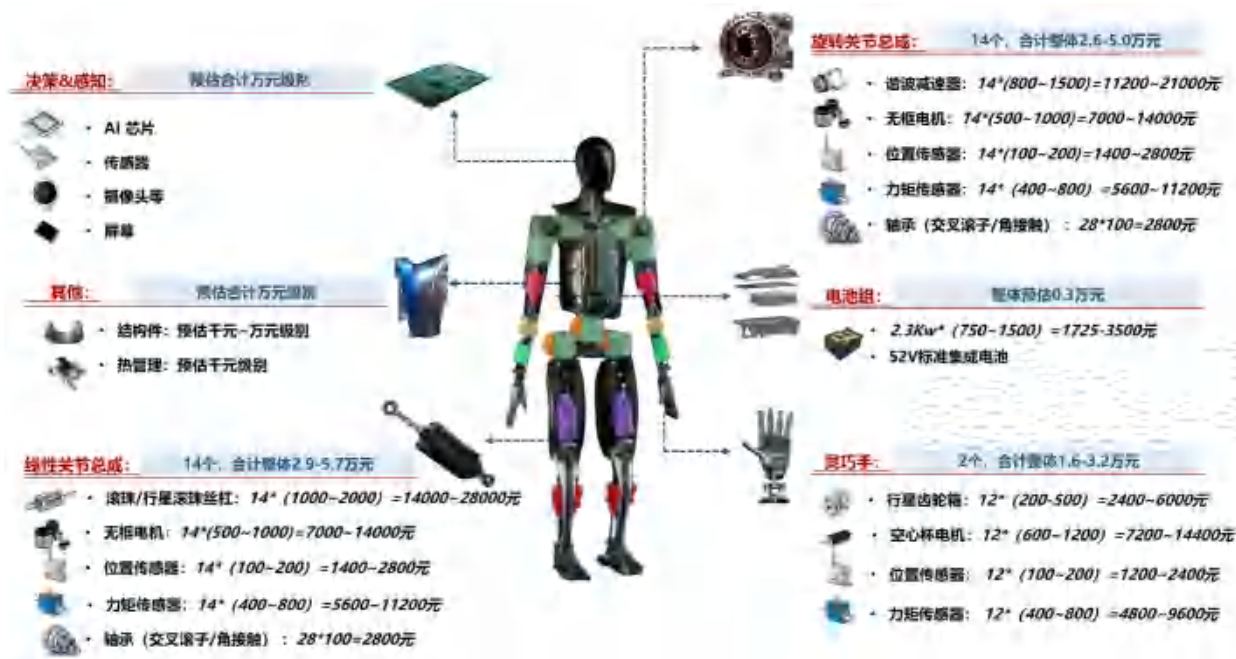 决策&感知： 预估合计万元级别
· AI 芯片
· 传感器
· 摄像头等
· 屏幕
其他： 预估合计万元级别
· 结构件：预估千元~万元级别
· 热管理：预估千元级别
线性关节总成： 14个，合计整体2.9-5.7万元
· 滚珠/行星滚珠丝杠：14*（1000~2000）=14000~28000元
· 无框电机：14*(500~1000)=7000~14000元
· 位置传感器：14*（100~200）=1400~2800元
· 力矩传感器：14*（400~800）=5600~11200元
· 轴承（交叉滚子/角接触）：28*100=2800元
旋转关节总成： 14个，合计整体2.6-5.0万元
· 谐波减速器：14*(800~1500)=11200~21000元
· 无框电机：14*(500~1000)=7000~14000元
· 位置传感器：14*(100~200)=1400~2800元
· 力矩传感器：14*（400~800）=5600~11200元
· 轴承（交叉滚子/角接触）：28*100=2800元
电池组： 整体预估0.3万元
· 2.3Kw*（750~1500）=1725-3500元
· 52V标准集成电池
灵巧手： 2个，合计整体1.6-3.2万元
· 行星齿轮箱：12*（200-500）=2400~6000元
· 空心杯电机：12*（600~1200）=7200~14400元
· 位置传感器：12*（100~200）=1200~2400元
· 力矩传感器：12*（400~800）=4800~9600元